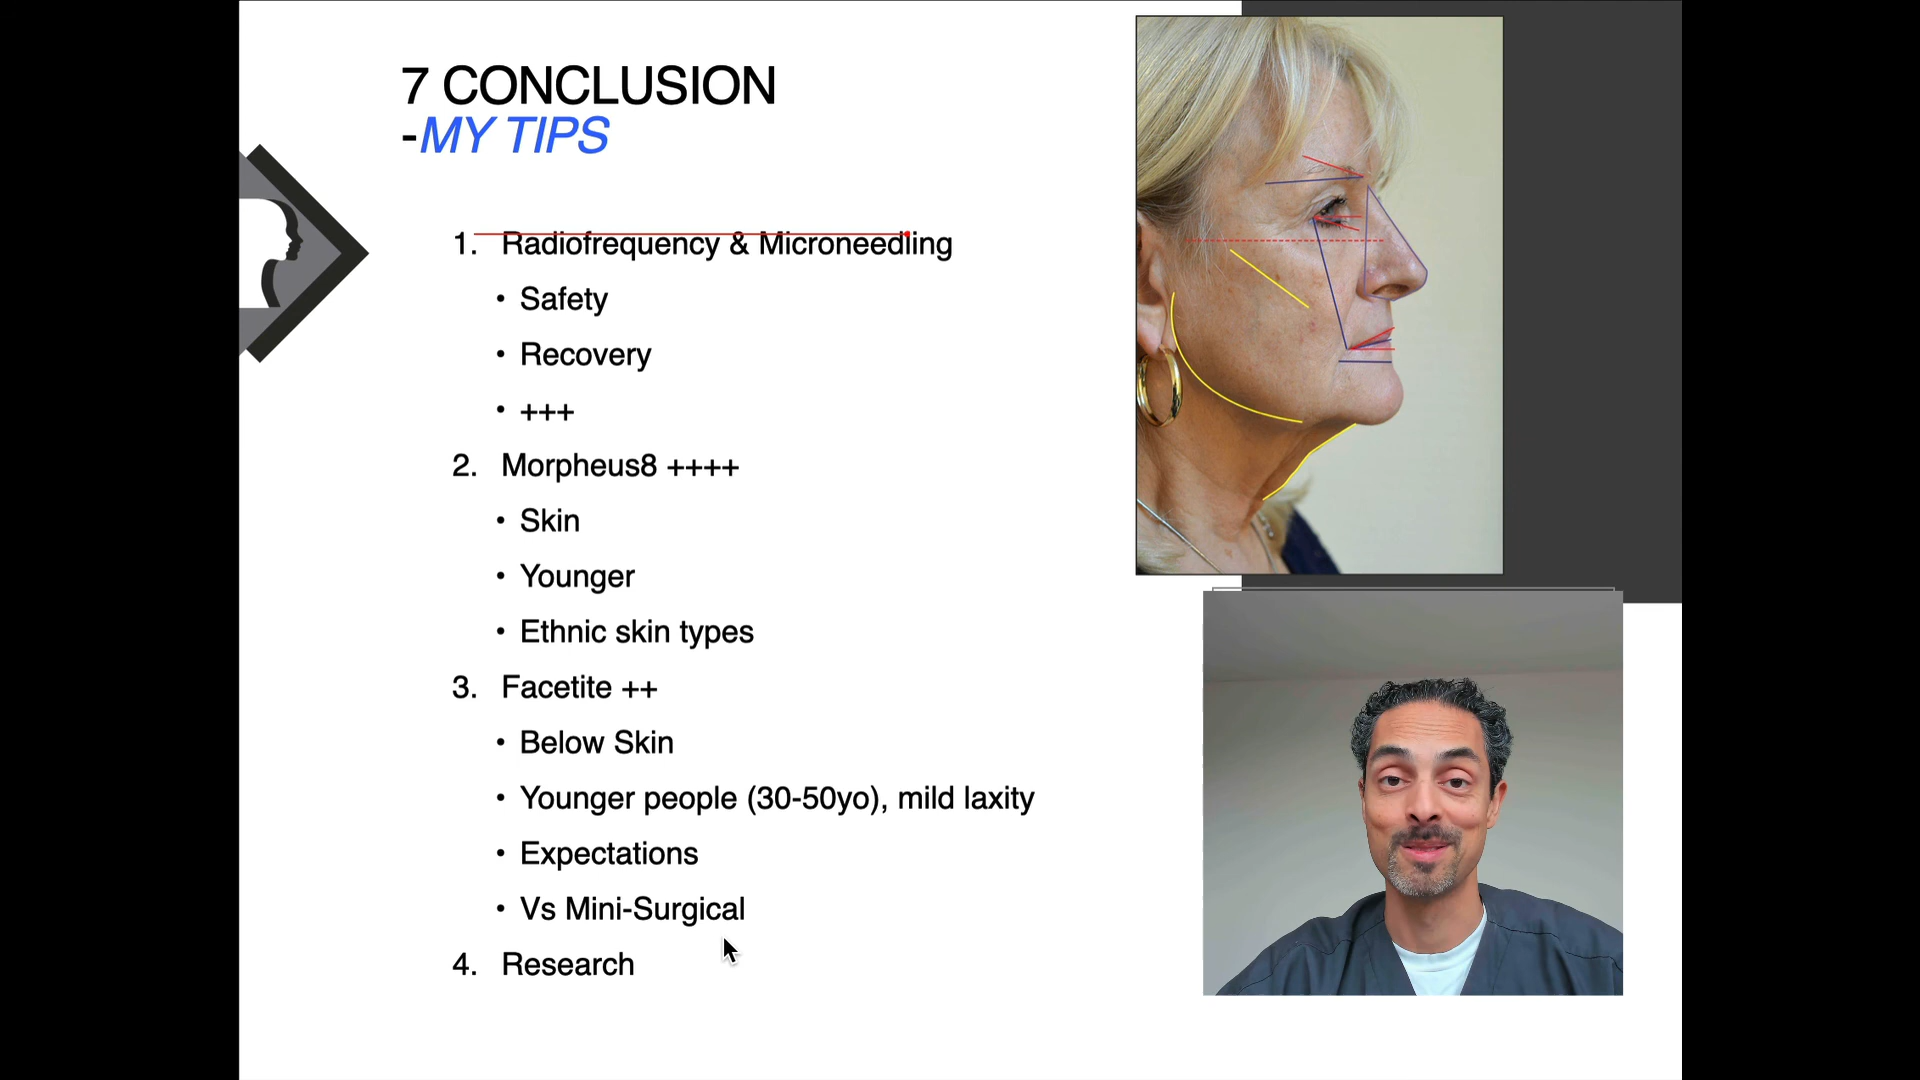 7 CONCLUSION
-MY TIPS
1. Radiofrequency & Microneedling
• Safety
• Recovery
• +++
2. Morpheus8 ++++
• Skin
• Younger
• Ethnic skin types
3. Facetite ++
• Below Skin
• Younger people (30-50yo), mild laxity
• Expectations
• Vs Mini-Surgical
4. Research